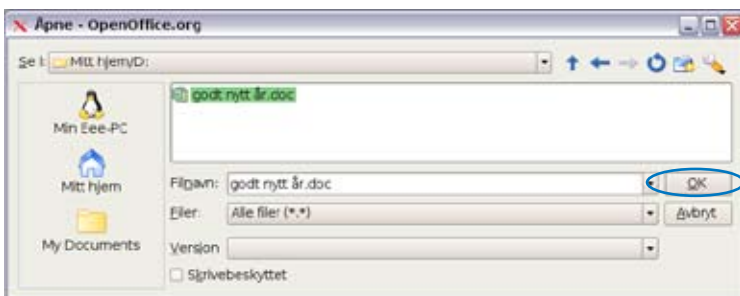 Åpne - OpenOffice.org
Se I: Mitt hjem/D:
godt nytt år.doc
Min Eee-PC
Mitt hjem
My Documents
Filnavn: godt nytt år.doc
OK
Filer: Alle filer (*.*)
Avbryt
Versjon
Skrivebeskyttet